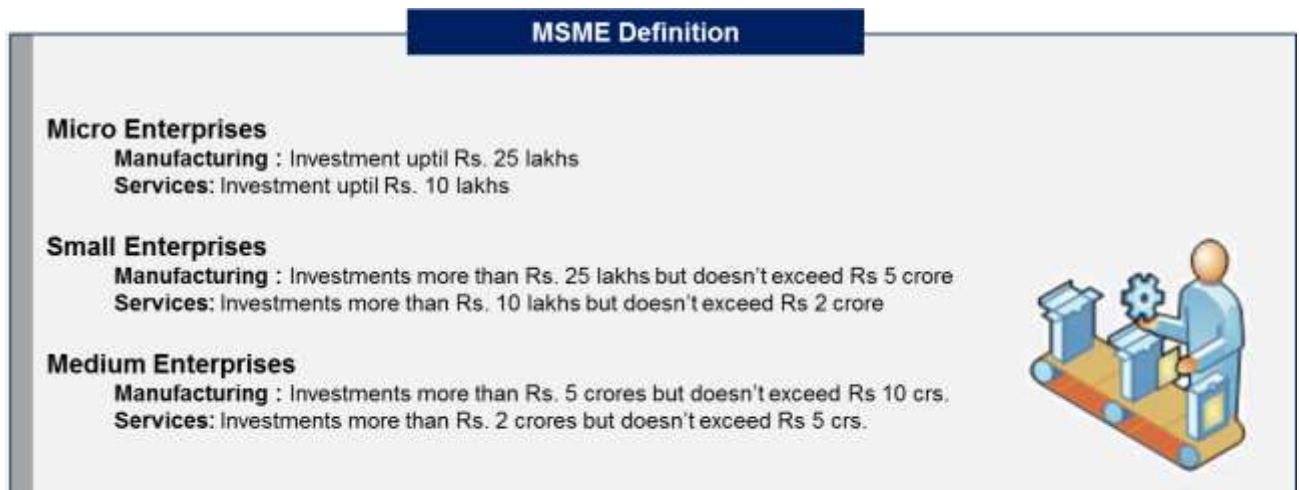 MSME Definition
Micro Enterprises
Manufacturing : Investment uptil Rs. 25 lakhs
Services: Investment uptil Rs. 10 lakhs
Small Enterprises
Manufacturing : Investments more than Rs. 25 lakhs but doesn't exceed Rs 5 crore
Services: Investments more than Rs. 10 lakhs but doesn't exceed Rs 2 crore
Medium Enterprises
Manufacturing : Investments more than Rs. 5 crores but doesn't exceed Rs 10 crs.
Services: Investments more than Rs. 2 crores but doesn't exceed Rs 5 crs.